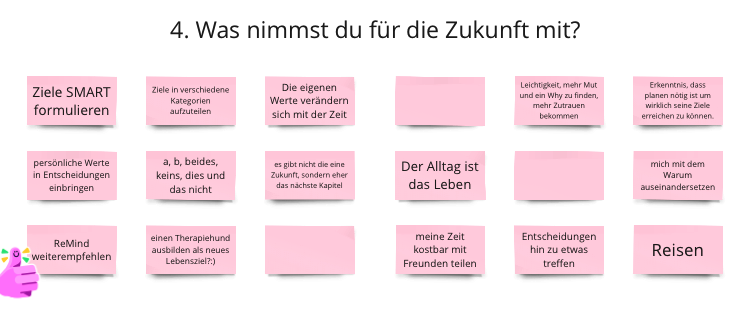 4. Was nimmst du für die Zukunft mit?
Ziele SMART
formulieren
Ziele in verschiedene
Kategorien
aufzuteilen
Die eigenen
Werte verändern
sich mit der Zeit
Leichtigkeit, mehr Mut
und ein Why zu finden,
mehr Zutrauen
bekommen
Erkenntnis, dass
planen nötig ist um
wirklich seine Ziele
erreichen zu können.
persönliche Werte
in Entscheidungen
einbringen
a, b, beides,
keins, dies und
das nicht
es gibt nicht die eine
Zukunft, sondern eher
das nächste Kapitel
Der Alltag ist
das Leben
mich mit dem
Warum
auseinandersetzen
ReMind
weiterempfehlen
einen Therapiehund
ausbilden als neues
Lebensziel?:)
meine Zeit
kostbar mit
Freunden teilen
Entscheidungen
hin zu etwas
treffen
Reisen